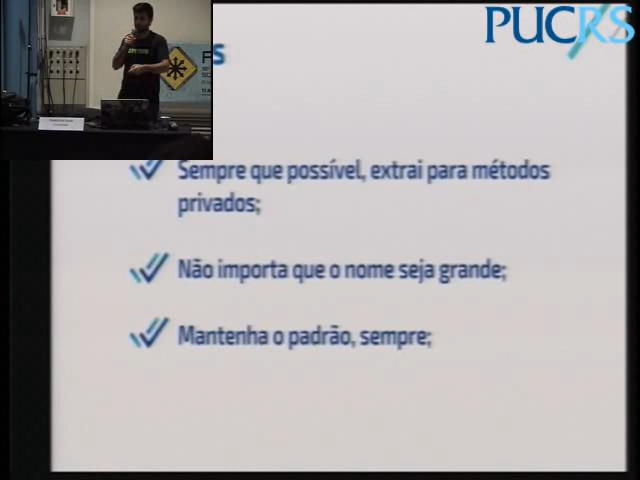 PUCRS
s
Sempre que possível, extrai para métodos
privados;
Não importa que o nome seja grande;
Mantenha o padrão, sempre;